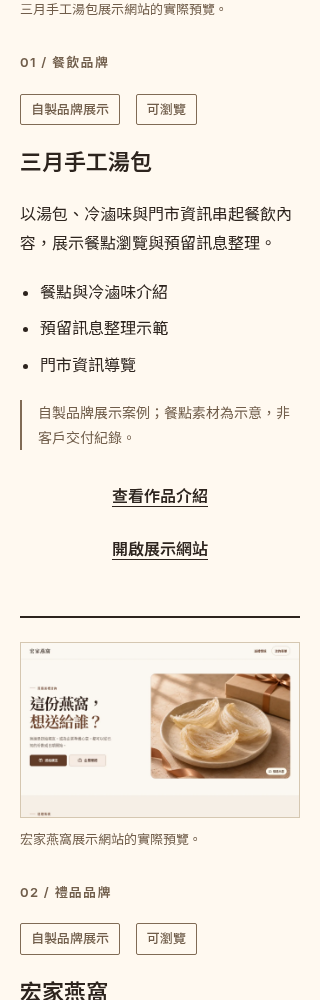 三月手工湯包展示網站的實際預覽。
01 / 餐飲品牌
自製品牌展示
可瀏覽
三月手工湯包
以湯包、冷滷味與門市資訊串起餐飲內
容，展示餐點瀏覽與預留訊息整理。
• 餐點與冷滷味介紹
• 預留訊息整理示範
• 門市資訊導覽
自製品牌展示案例；餐點素材為示意，非
客戶交付紀錄。
查看作品介紹
開啟展示網站
宏家燕窩
這份燕窩，
想送給誰？
宏家燕窩展示網站的實際預覽。
02 / 禮品品牌
自製品牌展示
可瀏覽
宏家燕窩